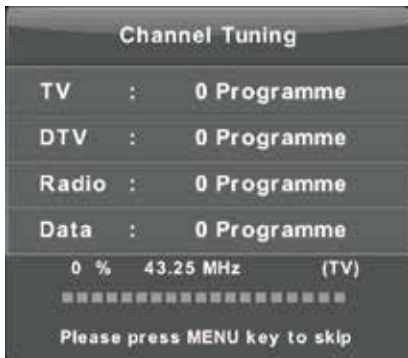 Channel Tuning
TV : 0 Programme
DTV : 0 Programme
Radio : 0 Programme
Data : 0 Programme
0 % 43.25 MHz (TV)
Please press MENU key to skip